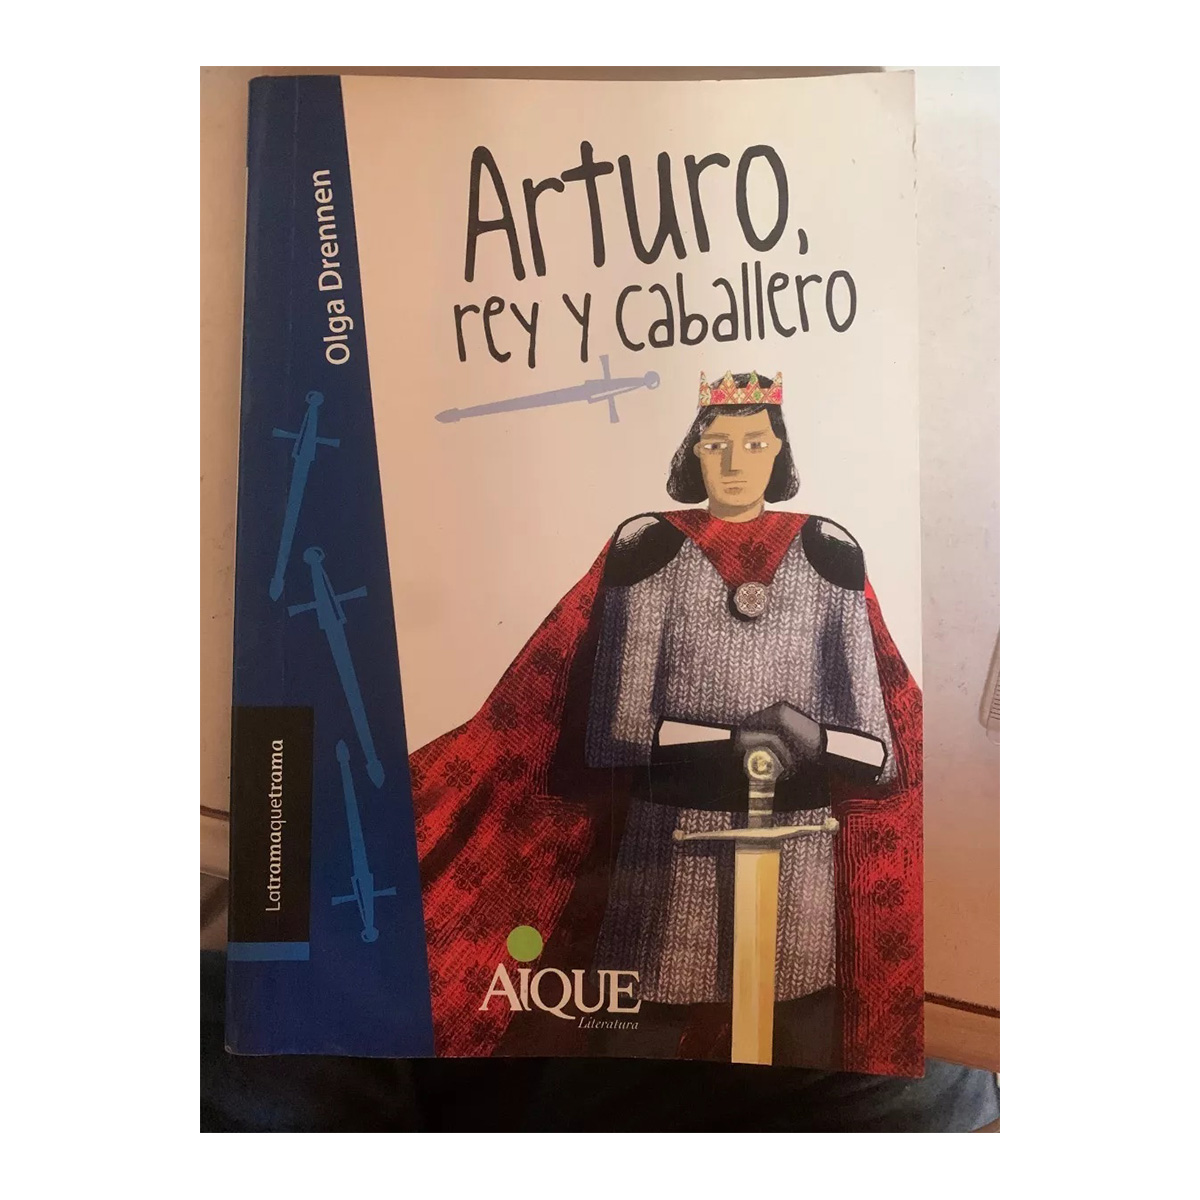 Arturo,
rey y caballero
Olga Drennen
Latramaquetrama
AIQUE
Literatura